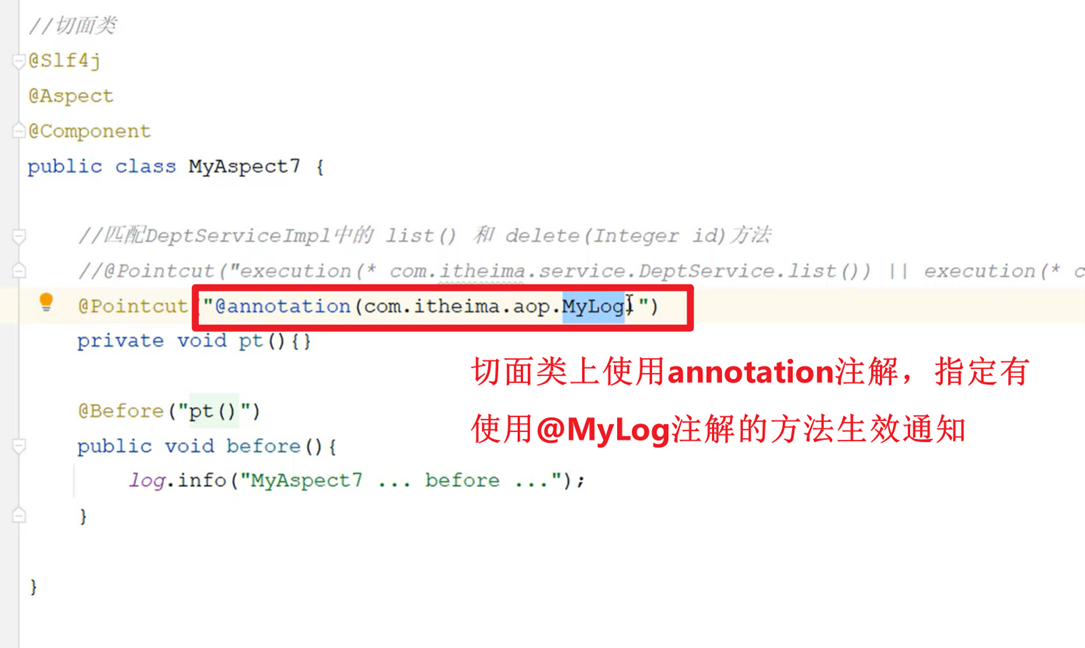 //切面类
@Slf4j
@Aspect
@Component
public class MyAspect7 {
//匹配DeptServiceImpl中的 list() 和 delete(Integer id)方法
//@Pointcut("execution(* com.itheima.service.DeptService.list()) || execution(* c
@Pointcut("@annotation(com.itheima.aop.MyLog)")
private void pt(){}
切面类上使用annotation注解，指定有
使用@MyLog注解的方法生效通知
@Before("pt()")
public void before(){
log.info("MyAspect7 ... before ...");
}
}